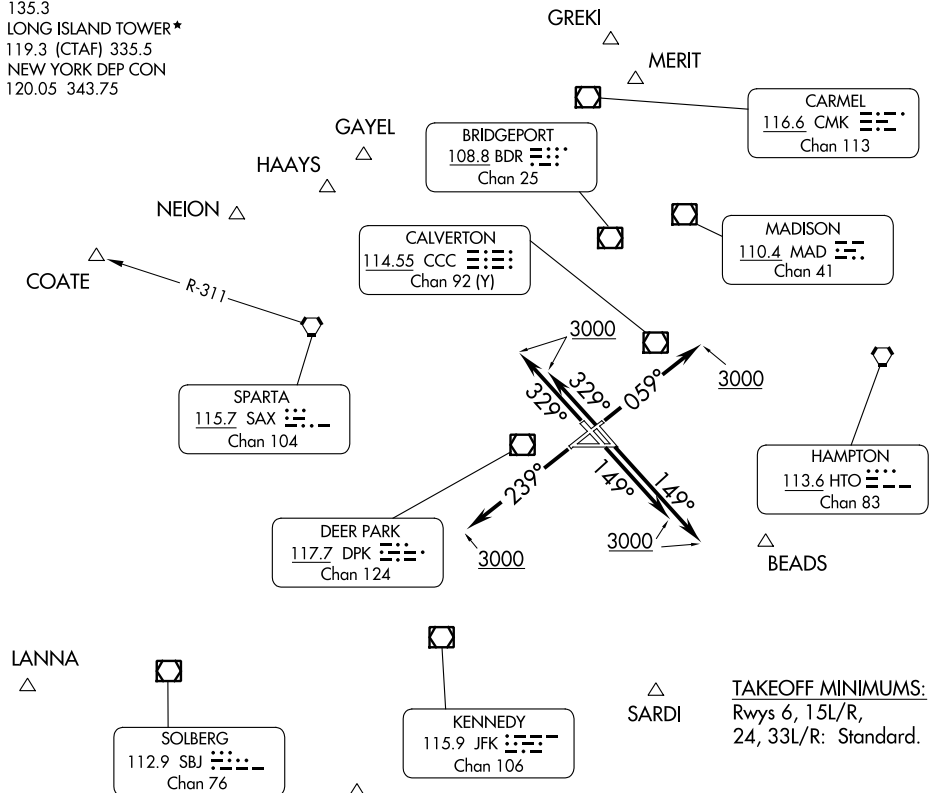 135.3
LONG ISLAND TOWER★
119.3 (CTAF) 335.5
NEW YORK DEP CON
120.05 343.75
GREKI
MERIT
CARMEL
116.6 CMK
Chan 113
BRIDGEPORT
108.8 BDR
Chan 25
GAYEL
HAAYS
NEION
COATE
R-311
CALVERTON
114.55 CCC
Chan 92 (Y)
MADISON
110.4 MAD
Chan 41
SPARTA
115.7 SAX
Chan 104
3000
329°
329°
059°
3000
239°
149°
149°
3000
3000
HAMPTON
113.6 HTO
Chan 83
DEER PARK
117.7 DPK
Chan 124
BEADS
LANNA
SOLBERG
112.9 SBJ
Chan 76
KENNEDY
115.9 JFK
Chan 106
SARDI
TAKEOFF MINIMUMS:
Rwys 6, 15L/R,
24, 33L/R: Standard.